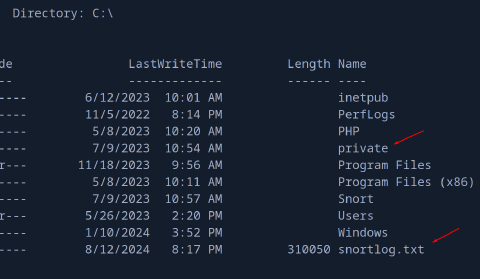 Directory: C:\
de LastWriteTime Length Name
-- ------------- ------ ----
---- 6/12/2023 10:01 AM inetpub
---- 11/5/2022 8:14 PM PerfLogs
---- 5/8/2023 10:20 AM PHP
---- 7/9/2023 10:54 AM private
r--- 11/18/2023 9:56 AM Program Files
---- 5/8/2023 10:11 AM Program Files (x86)
---- 7/9/2023 10:57 AM Snort
r--- 5/26/2023 2:20 PM Users
---- 1/10/2024 3:52 PM Windows
---- 8/12/2024 8:17 PM 310050 snortlog.txt